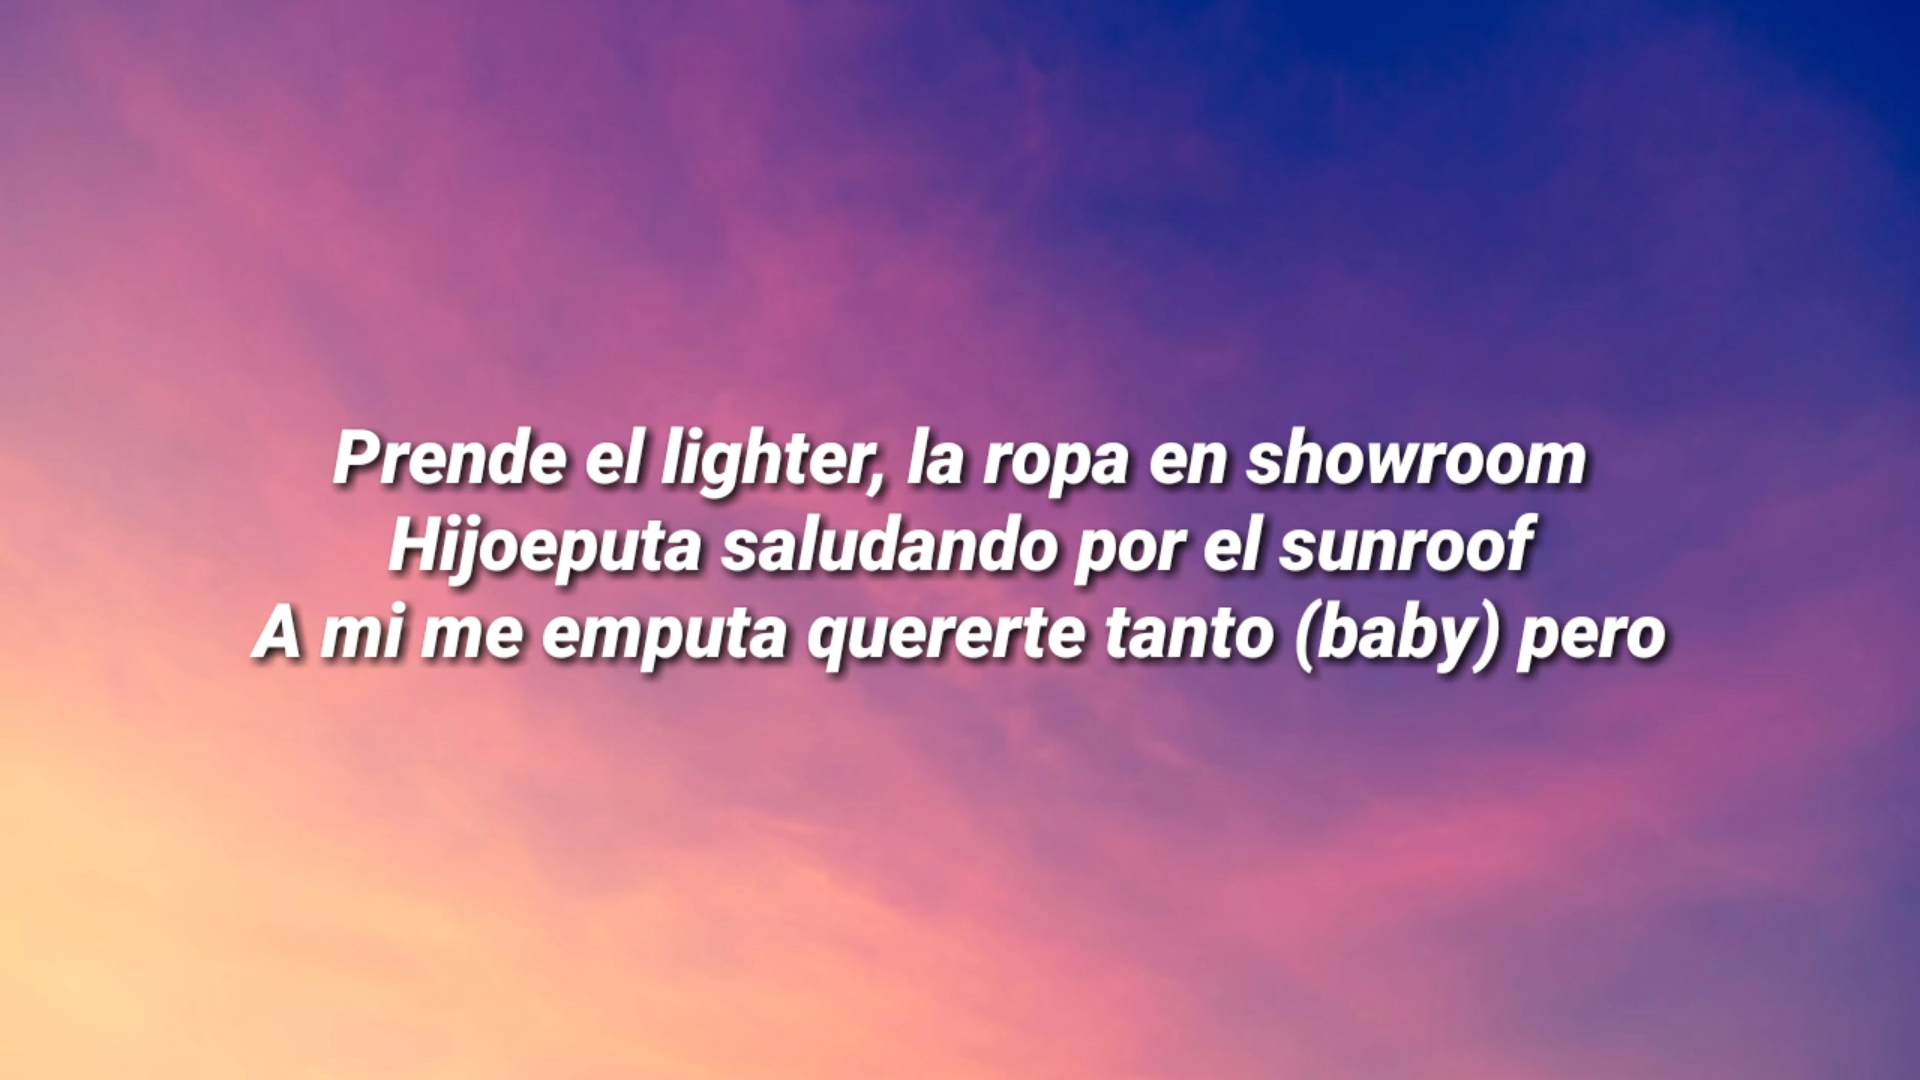 Prende el lighter, la ropa en showroom
Hijoeputa saludando por el sunroof
A mi me emputa quererte tanto (baby) pero